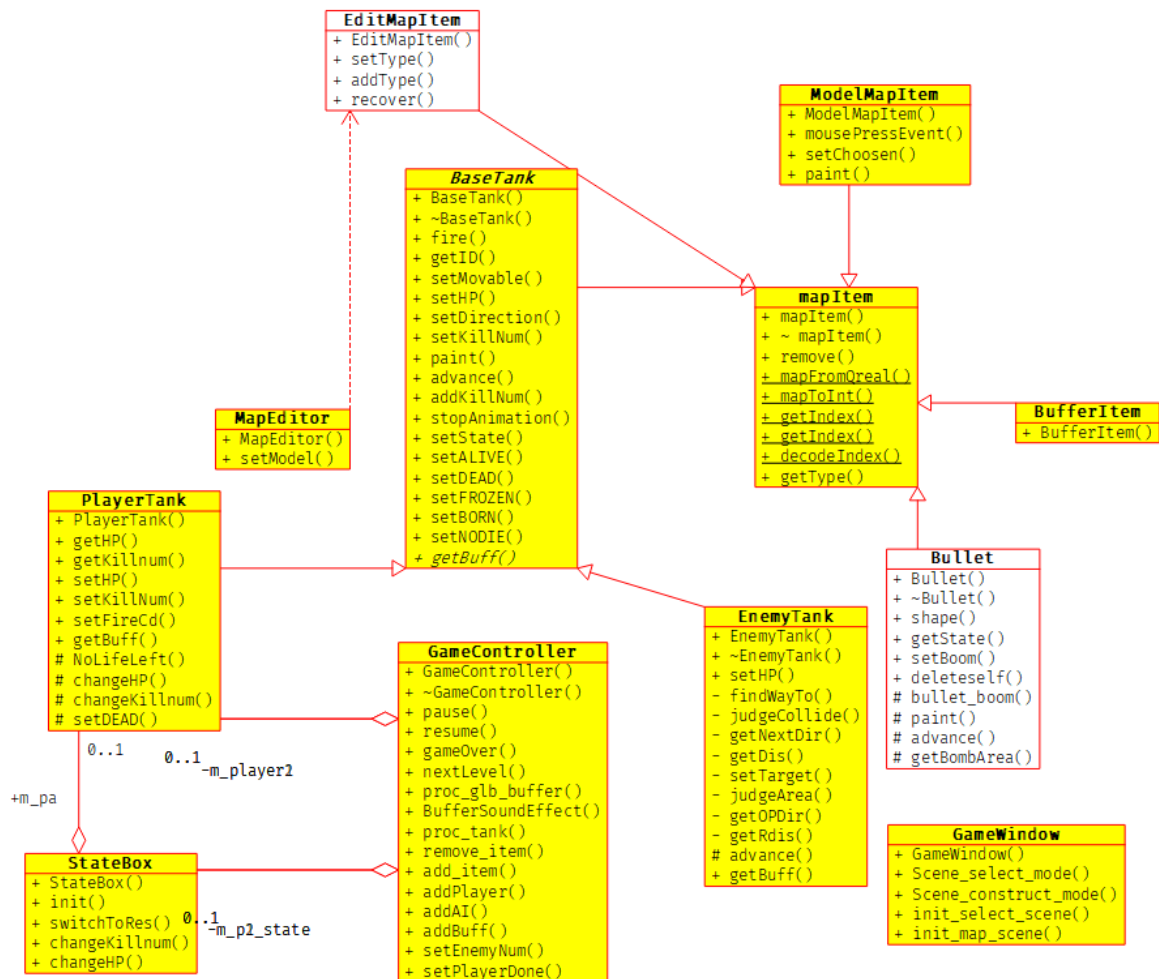 EditMapItem
+ EditMapItem()
+ setType()
+ addType()
+ recover()
ModelMapItem
+ ModelMapItem()
+ mousePressEvent()
+ setChoosen()
+ paint()
BaseTank
+ BaseTank()
+ ~BaseTank()
+ fire()
+ getID()
+ setMovable()
+ setHP()
+ setDirection()
+ setKillNum()
+ paint()
+ advance()
+ addKillNum()
+ stopAnimation()
+ setState()
+ setALIVE()
+ setDEAD()
+ setFROZEN()
+ setBORN()
+ setNODIE()
+ getBuff()
mapItem
+ mapItem()
+ ~ mapItem()
+ remove()
+ mapFromQreal()
+ mapToInt()
+ getIndex()
+ getIndex()
+ decodeIndex()
+ getType()
BufferItem
+ BufferItem()
MapEditor
+ MapEditor()
+ setModel()
PlayerTank
+ PlayerTank()
+ getHP()
+ getKillnum()
+ setHP()
+ setKillNum()
+ setFireCd()
+ getBuff()
# NoLifeLeft()
# changeHP()
# changeKillnum()
# setDEAD()
Bullet
+ Bullet()
+ ~Bullet()
+ shape()
+ getState()
+ setBoom()
+ deleteself()
# bullet_boom()
# paint()
# advance()
# getBombArea()
EnemyTank
+ EnemyTank()
+ ~EnemyTank()
+ setHP()
- findWayTo()
- judgeCollide()
- getNextDir()
- getDis()
- setTarget()
- judgeArea()
- getOPDir()
- getRdis()
# advance()
+ getBuff()
GameController
+ GameController()
+ ~GameController()
+ pause()
+ resume()
+ gameOver()
+ nextLevel()
+ proc_glb_buffer()
+ BufferSoundEffect()
+ proc_tank()
+ remove_item()
+ add_item()
+ addPlayer()
+ addAI()
+ addBuff()
+ setEnemyNum()
+ setPlayerDone()
0..1
0..1
-m_player2
+m_pa
StateBox
+ StateBox()
+ init()
+ switchToRes()
+ changeKillnum()
+ changeHP()
0..1
-m_p2_state
GameWindow
+ GameWindow()
+ Scene_select_mode()
+ Scene_construct_mode()
+ init_select_scene()
+ init_map_scene()